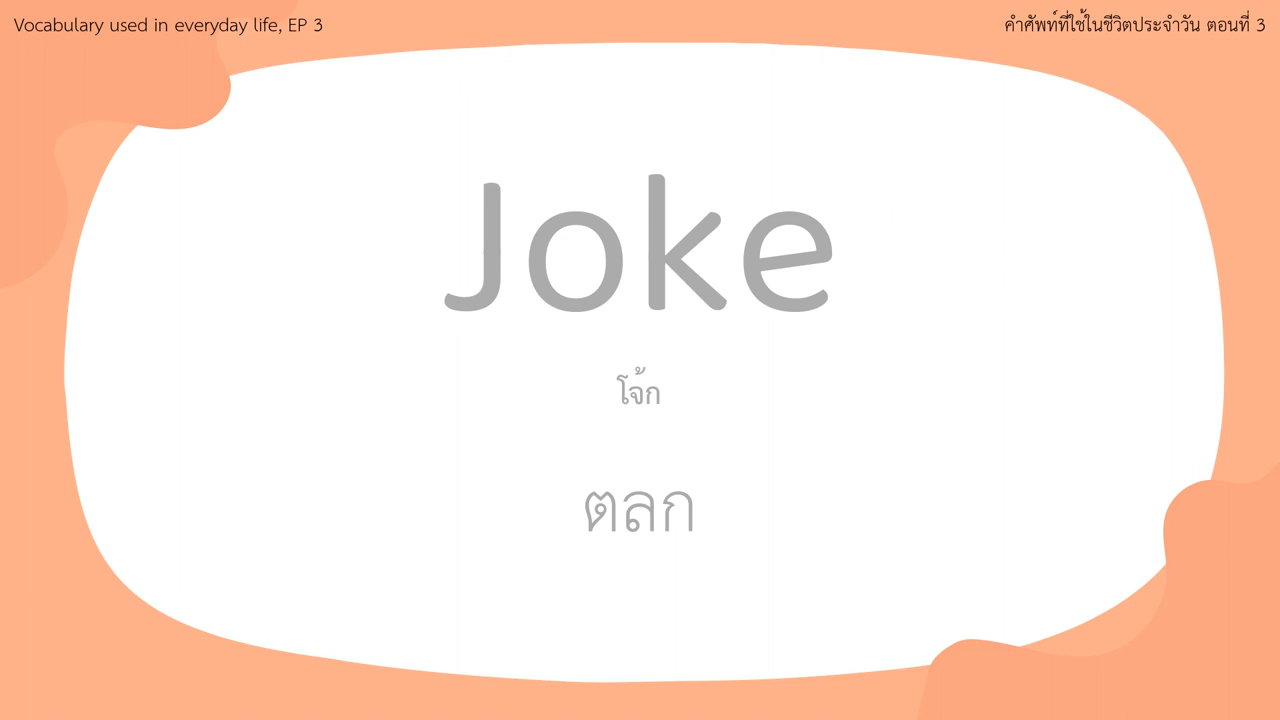 Vocabulary used in everyday life, EP 3
คำศัพท์ที่ใช้ในชีวิตประจำวัน ตอนที่ 3
Joke
โจ้ก
ตลก